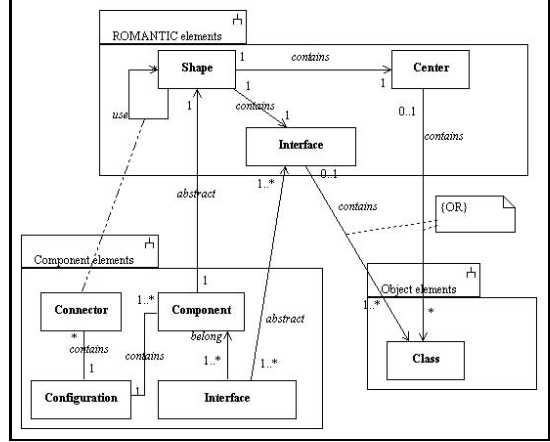 ROMANTIC elements
Shape
1
contains
1
Center
*
1
contains
1
use
1
0..1
contains
Interface
1..*
0..1
abstract
contains
{OR}
Component elements
1
Object elements
Connector
1..*
Component
abstract
1..*
*
*
contains
contains
belong
1..*
1..*
Class
1
1
Configuration
Interface